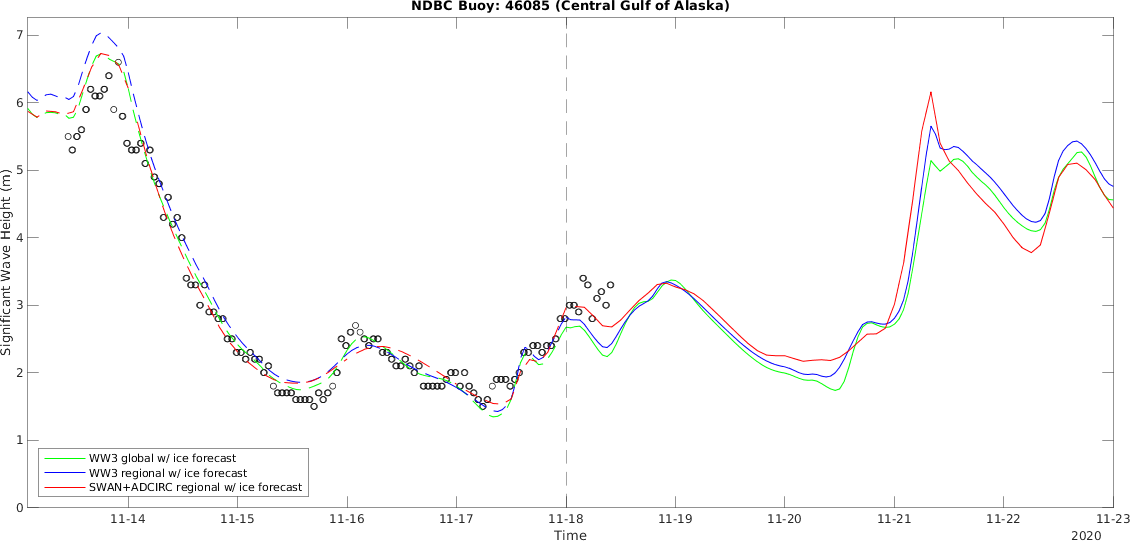 NDBC Buoy: 46085 (Central Gulf of Alaska)
7
6
5
4
3
2
1
0
Significant Wave Height (m)
WW3 global w/ ice forecast
WW3 regional w/ ice forecast
SWAN+ADCIRC regional w/ ice forecast
11-14 11-15 11-16 11-17 11-18 11-19 11-20 11-21 11-22 11-23
Time
2020